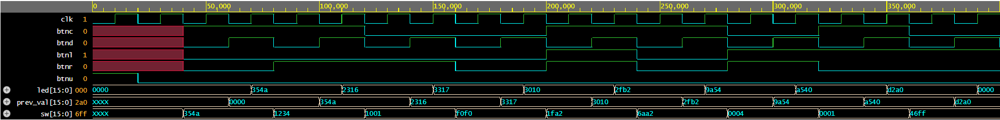 0 50,000 100,000 150,000 200,000 250,000 300,000 350,000
clk 1
btnc 0
btnd 0
btnl 1
btnr 0
btnu 0
led[15:0] 000 0000 354a 2316 3317 3010 2fb2 9a54 a540 d2a0 0000
prev_val[15:0] 2a0 XXXX 0000 354a 2316 3317 3010 2fb2 9a54 a540 d2a0
sw[15:0] 6ff XXXX 354a 1234 1001 f0f0 1fa2 6aa2 0004 0001 46ff